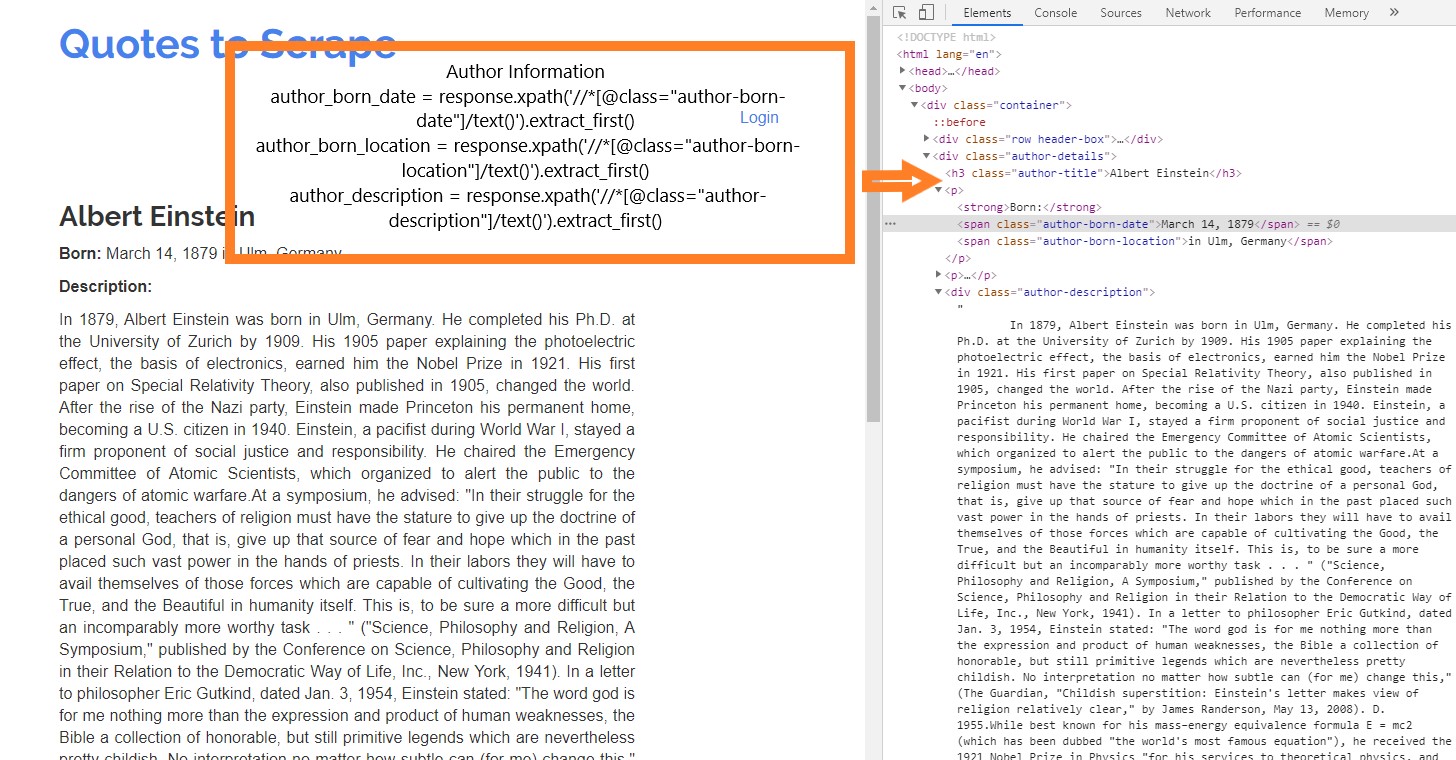 Quotes to Scrape
Author Information
author_born_date = response.xpath('//*[@class="author-born-
date"]/text()').extract_first()
Login
author_born_location = response.xpath('//*[@class="author-born-
location"]/text()').extract_first()
author_description = response.xpath('//*[@class="author-
description"]/text()').extract_first()
Albert Einstein
Born: March 14, 1879 in Ulm, Germany
Description:
In 1879, Albert Einstein was born in Ulm, Germany. He completed his Ph.D. at
the University of Zurich by 1909. His 1905 paper explaining the photoelectric
effect, the basis of electronics, earned him the Nobel Prize in 1921. His first
paper on Special Relativity Theory, also published in 1905, changed the world.
After the rise of the Nazi party, Einstein made Princeton his permanent home,
becoming a U.S. citizen in 1940. Einstein, a pacifist during World War I, stayed a
firm proponent of social justice and responsibility. He chaired the Emergency
Committee of Atomic Scientists, which organized to alert the public to the
dangers of atomic warfare.At a symposium, he advised: "In their struggle for the
ethical good, teachers of religion must have the stature to give up the doctrine of
a personal God, that is, give up that source of fear and hope which in the past
placed such vast power in the hands of priests. In their labors they will have to
avail themselves of those forces which are capable of cultivating the Good, the
True, and the Beautiful in humanity itself. This is, to be sure a more difficult but
an incomparably more worthy task . . . " ("Science, Philosophy and Religion, A
Symposium," published by the Conference on Science, Philosophy and Religion
in their Relation to the Democratic Way of Life, Inc., New York, 1941). In a letter
to philosopher Eric Gutkind, dated Jan. 3, 1954, Einstein stated: "The word god is
for me nothing more than the expression and product of human weaknesses, the
Bible a collection of honorable, but still primitive legends which are nevertheless
pretty childish. No interpretation no matter how subtle can (for me) change this,"
Elements Console Sources Network Performance Memory »
<!DOCTYPE html>
<html lang="en">
<head>…</head>
<body>
<div class="container">
::before
<div class="row header-box">…</div>
<div class="author-details">
<h3 class="author-title">Albert Einstein</h3>
<p>
<strong>Born:</strong>
… <span class="author-born-date">March 14, 1879</span> == $0
<span class="author-born-location">in Ulm, Germany</span>
</p>
<p>…</p>
<div class="author-description">
"
In 1879, Albert Einstein was born in Ulm, Germany. He completed his
Ph.D. at the University of Zurich by 1909. His 1905 paper explaining the
photoelectric effect, the basis of electronics, earned him the Nobel Prize
in 1921. His first paper on Special Relativity Theory, also published in
1905, changed the world. After the rise of the Nazi party, Einstein made
Princeton his permanent home, becoming a U.S. citizen in 1940. Einstein, a
pacifist during World War I, stayed a firm proponent of social justice and
responsibility. He chaired the Emergency Committee of Atomic Scientists,
which organized to alert the public to the dangers of atomic warfare.At a
symposium, he advised: "In their struggle for the ethical good, teachers of
religion must have the stature to give up the doctrine of a personal God,
that is, give up that source of fear and hope which in the past placed such
vast power in the hands of priests. In their labors they will have to avail
themselves of those forces which are capable of cultivating the Good, the
True, and the Beautiful in humanity itself. This is, to be sure a more
difficult but an incomparably more worthy task . . . " ("Science,
Philosophy and Religion, A Symposium," published by the Conference on
Science, Philosophy and Religion in their Relation to the Democratic Way of
Life, Inc., New York, 1941). In a letter to philosopher Eric Gutkind, dated
Jan. 3, 1954, Einstein stated: "The word god is for me nothing more than
the expression and product of human weaknesses, the Bible a collection of
honorable, but still primitive legends which are nevertheless pretty
childish. No interpretation no matter how subtle can (for me) change this,"
(The Guardian, "Childish superstition: Einstein's letter makes view of
religion relatively clear," by James Randerson, May 13, 2008). D.
1955.While best known for his mass-energy equivalence formula E = mc2
(which has been dubbed "the world's most famous equation"), he received the
1921 Nobel Prize in Physics "for his services to theoretical physics, and